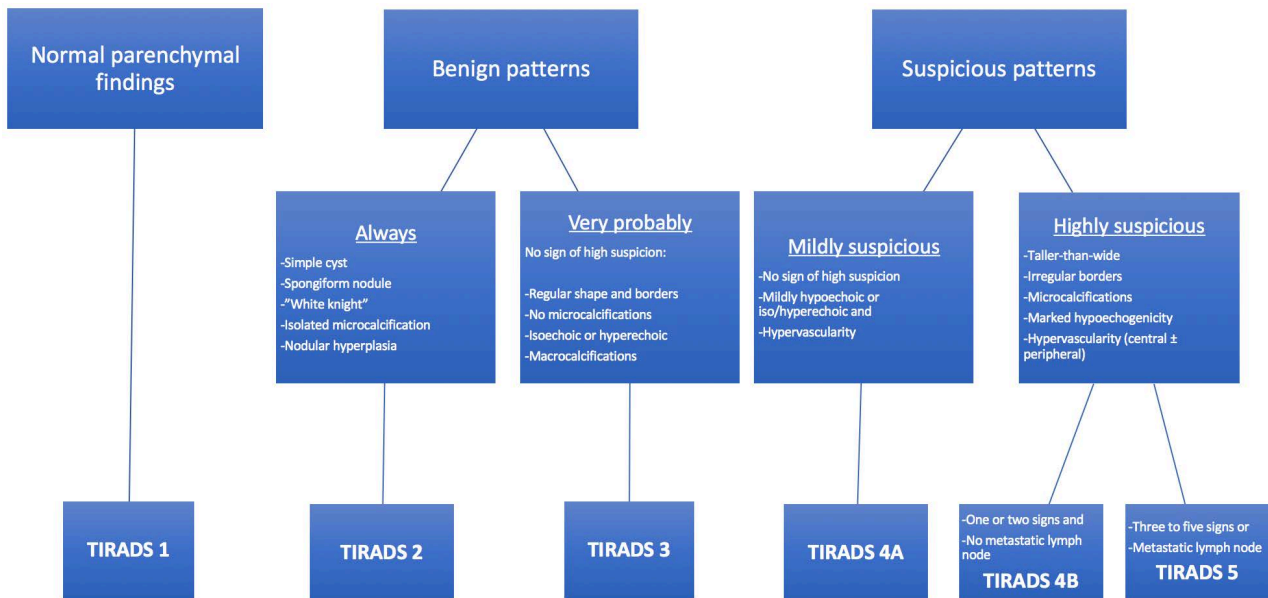 Normal parenchymal
findings
Benign patterns
Suspicious patterns
Always
-Simple cyst
-Spongiform nodule
-"White knight"
-Isolated microcalcification
-Nodular hyperplasia
Very probably
No sign of high suspicion:
-Regular shape and borders
-No microcalcifications
-Isoechoic or hyperechoic
-Macrocalcifications
Mildly suspicious
-No sign of high suspicion
-Mildly hypoechoic or
iso/hyperechoic and
-Hypervascularity
Highly suspicious
-Taller-than-wide
-Irregular borders
-Microcalcifications
-Marked hypoechogenicity
-Hypervascularity (central ±
peripheral)
TIRADS 1
TIRADS 2
TIRADS 3
TIRADS 4A
-One or two signs and
-No metastatic lymph
node
TIRADS 4B
-Three to five signs or
-Metastatic lymph node
TIRADS 5